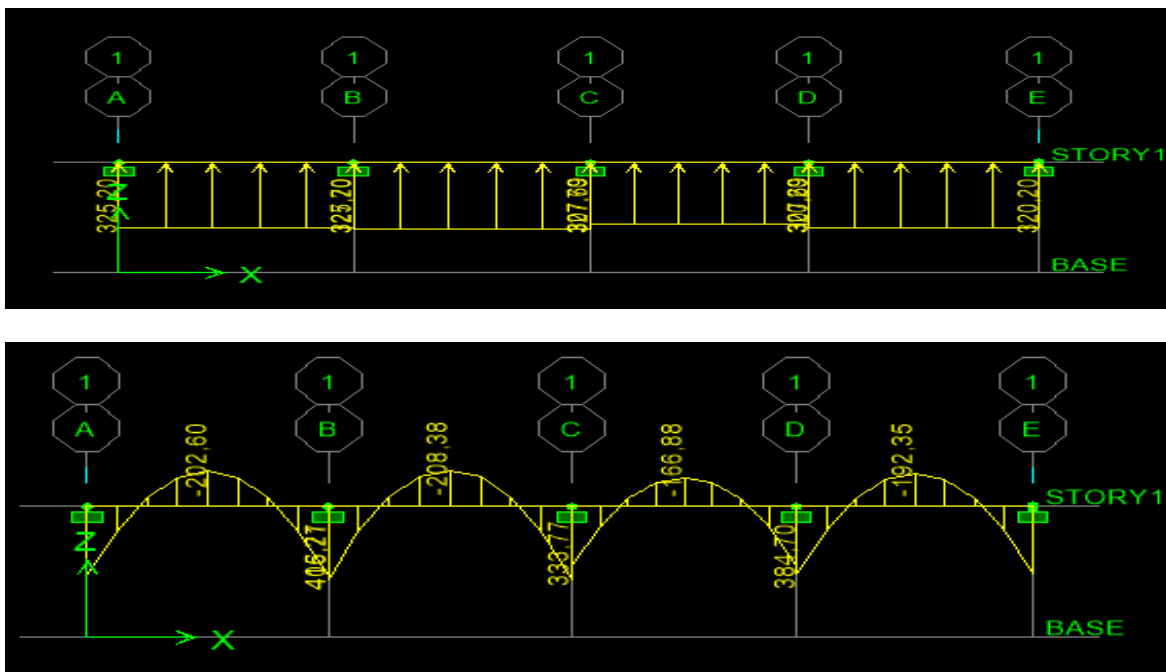 1 1 1 1 1
A B C D E
STORY1
325,20 320,20
Z
X
BASE
1 1 1 1 1
A B C D E
-202,60 -208,38 -166,88 -192,35
STORY1
333,77 384,70
Z
X
BASE